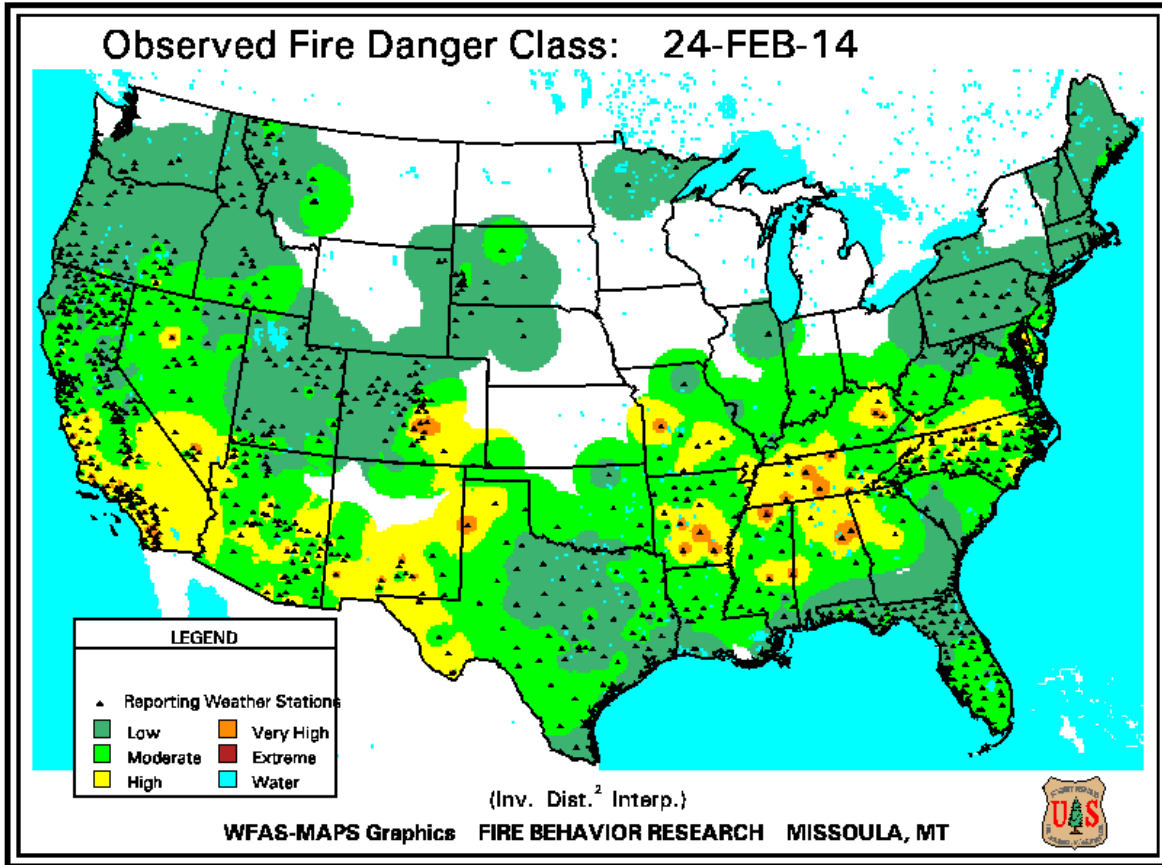 Observed Fire Danger Class: 24-FEB-14
LEGEND
Reporting Weather Stations
Low
Very High
Moderate
Extreme
High
Water
(Inv. Dist.² Interp.)
WFAS-MAPS Graphics FIRE BEHAVIOR RESEARCH MISSOULA, MT
U S